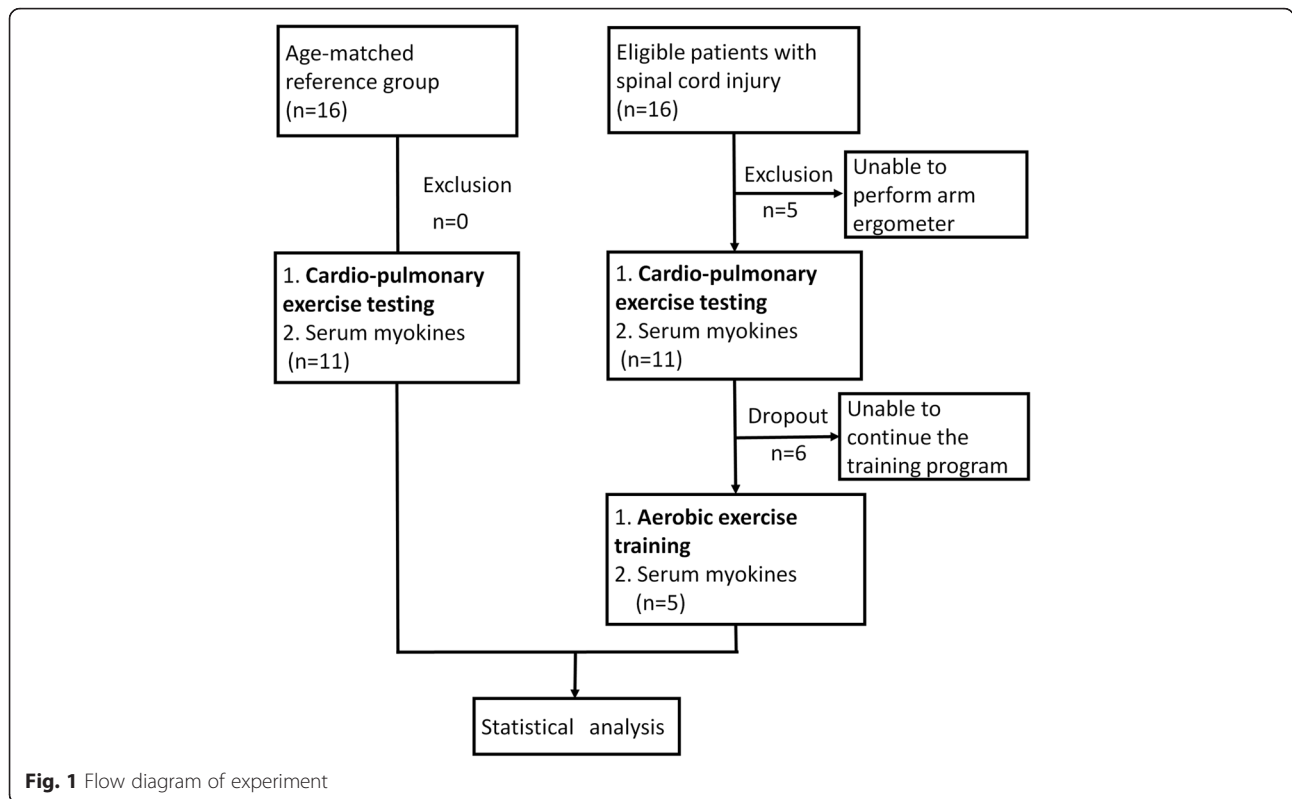 Age-matched
reference group
(n=16)
Eligible patients with
spinal cord injury
(n=16)
Exclusion
n=0
Exclusion
n=5
Unable to
perform arm
ergometer
1. Cardio-pulmonary
exercise testing
2. Serum myokines
(n=11)
1. Cardio-pulmonary
exercise testing
2. Serum myokines
(n=11)
Dropout
n=6
Unable to
continue the
training program
1. Aerobic exercise
training
2. Serum myokines
(n=5)
Statistical analysis
Fig. 1 Flow diagram of experiment